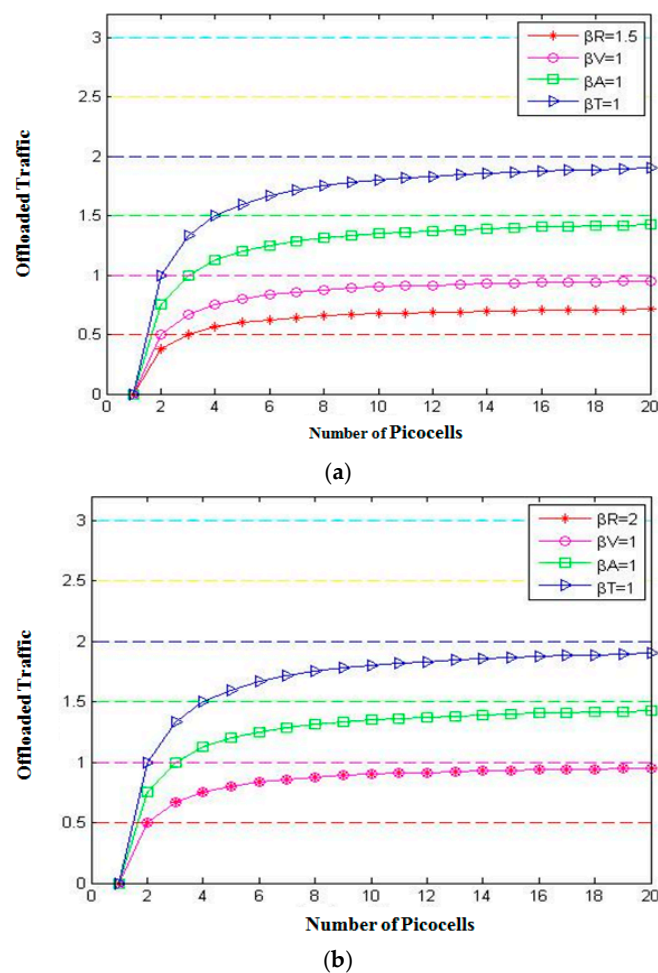 3
2.5
2
1.5
1
0.5
0
Offloaded Traffic
βR=1.5
βV=1
βA=1
βT=1
0 2 4 6 8 10 12 14 16 18 20
Number of Picocells
(a)
3
2.5
2
1.5
1
0.5
0
Offloaded Traffic
βR=2
βV=1
βA=1
βT=1
0 2 4 6 8 10 12 14 16 18 20
Number of Picocells
(b)